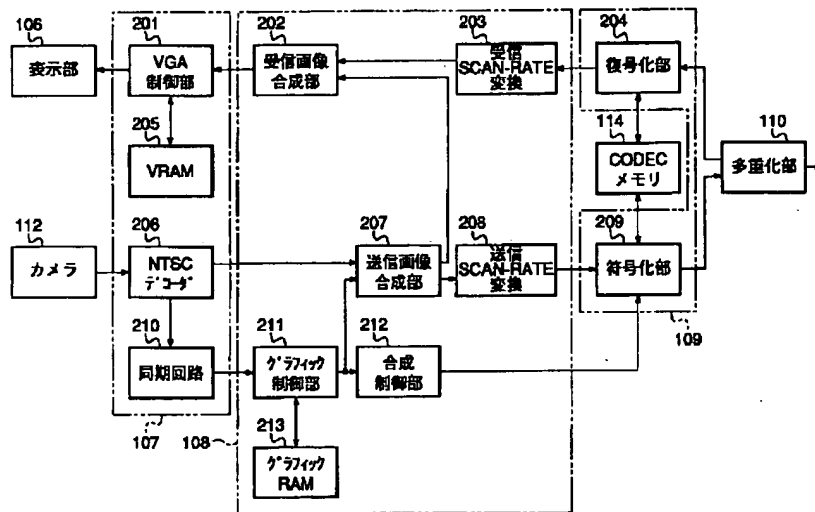 106
表示部
201
VGA
制御部
202
受信画像
合成部
203
受信
SCAN-RATE
変換
204
復号化部
205
VRAM
114
CODEC
メモリ
110
多重化部
112
カメラ
206
NTSC
デコーダ
207
送信画像
合成部
208
送信
SCAN-RATE
変換
209
符号化部
210
同期回路
211
グラフィック
制御部
212
合成
制御部
109
107
108
213
グラフィック
RAM